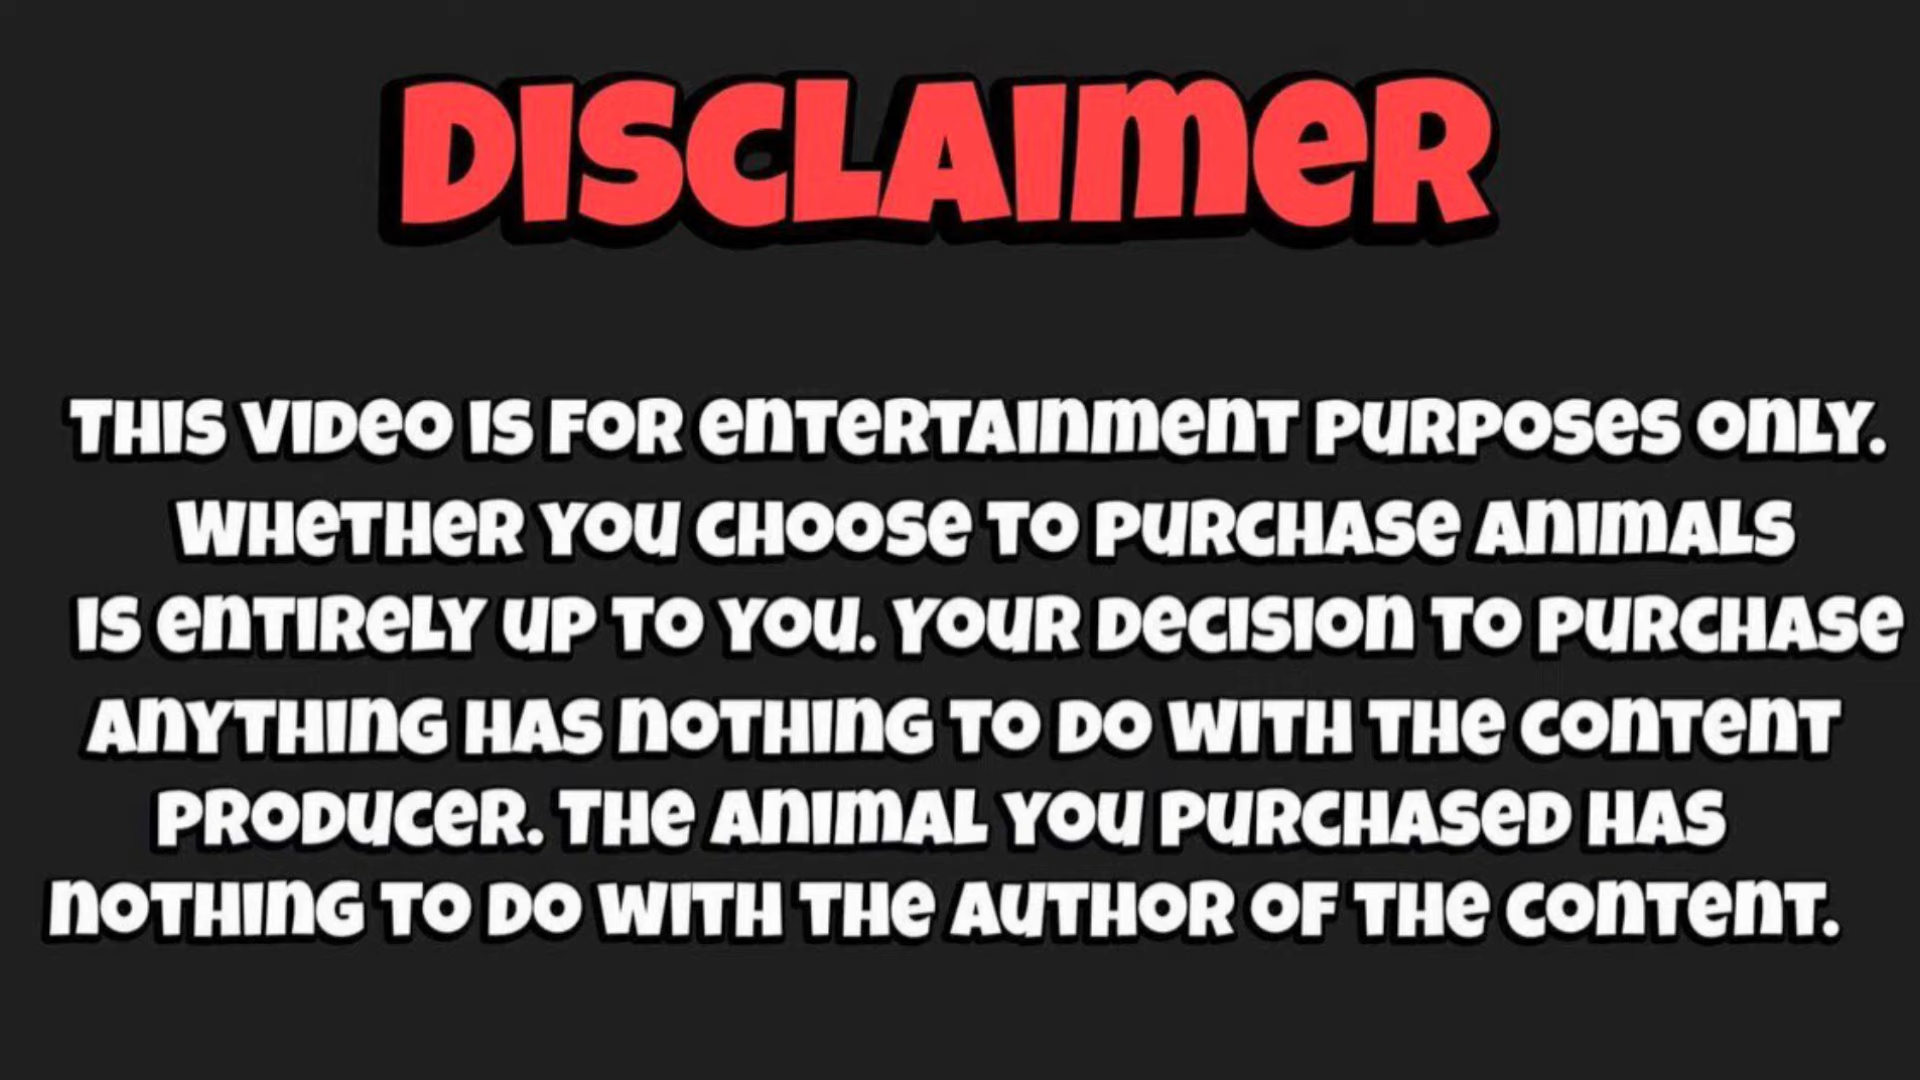 DISCLAIMER
THIS VIDEO IS FOR ENTERTAINMENT PURPOSES ONLY.
WHETHER YOU CHOOSE TO PURCHASE ANIMALS
IS ENTIRELY UP TO YOU. YOUR DECISION TO PURCHASE
ANYTHING HAS NOTHING TO DO WITH THE CONTENT
PRODUCER. THE ANIMAL YOU PURCHASED HAS
NOTHING TO DO WITH THE AUTHOR OF THE CONTENT.